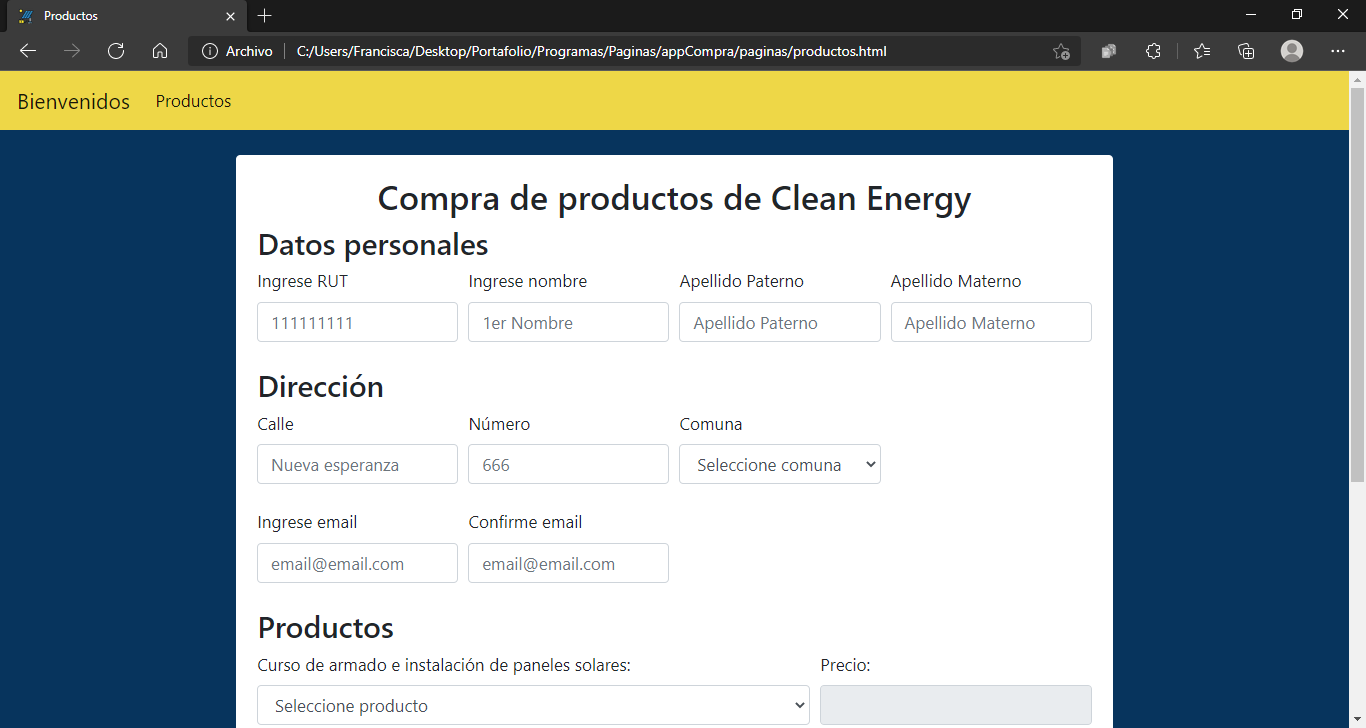 Productos
Archivo
C:/Users/Francisca/Desktop/Portafolio/Programas/Paginas/appCompra/paginas/productos.html
Bienvenidos Productos
Compra de productos de Clean Energy
Datos personales
Ingrese RUT Ingrese nombre Apellido Paterno Apellido Materno
111111111 1er Nombre Apellido Paterno Apellido Materno
Dirección
Calle Número Comuna
Nueva esperanza 666 Seleccione comuna
Ingrese email Confirme email
email@email.com email@email.com
Productos
Curso de armado e instalación de paneles solares: Precio:
Seleccione producto